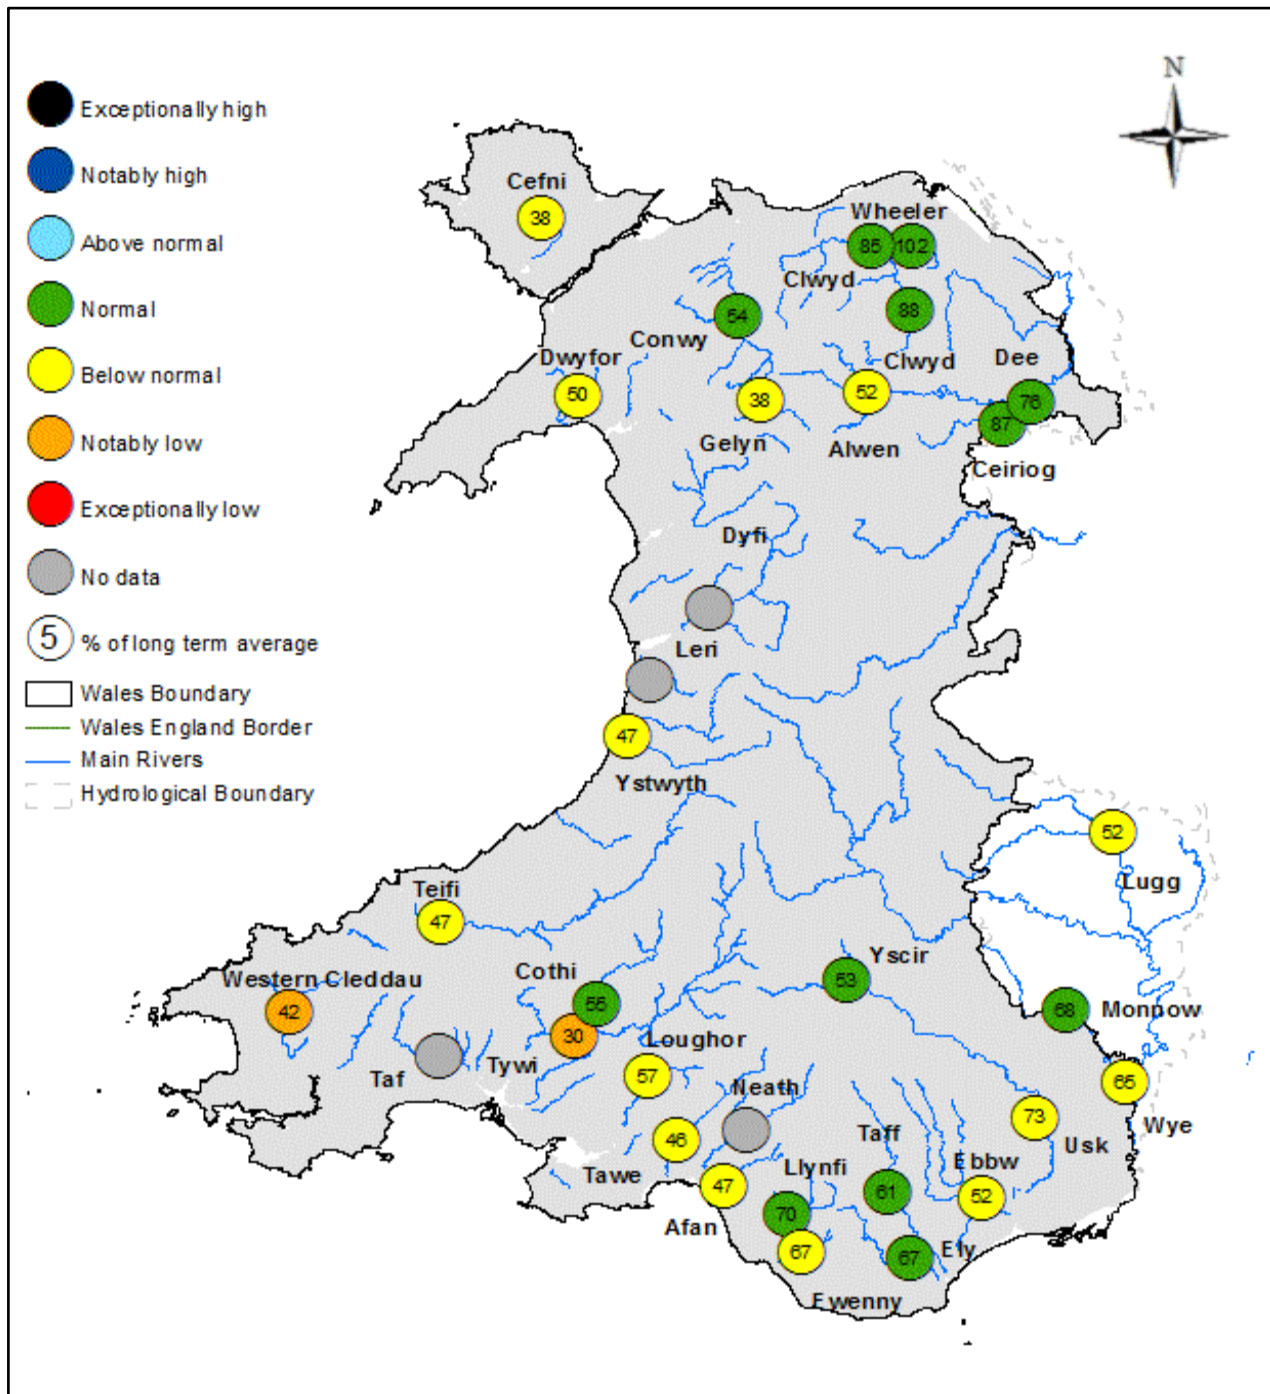 N
Exceptionally high
Notably high
Above normal
Normal
Below normal
Notably low
Exceptionally low
No data
5 % of long term average
Wales Boundary
Wales England Border
Main Rivers
Hydrological Boundary
Cefni
38
Wheeler
85 102
Clwyd
88
Clwyd
54
Conwy
Dwyfor
50
38
Gelyn
52
Alwen
Dee
76
87
Ceiriog
Dyfi
Leri
47
Ystwyth
52
Lugg
Teifi
47
Western Cleddau
42
Cothi
55
30
Tywi
Taf
Yscir
53
68
Monnow
65
Wye
Loughor
57
Neath
46
Tawe
47
Afan
Llynfi
70
67
Ewenny
Taff
61
67
Ely
Ebbw
52
73
Usk